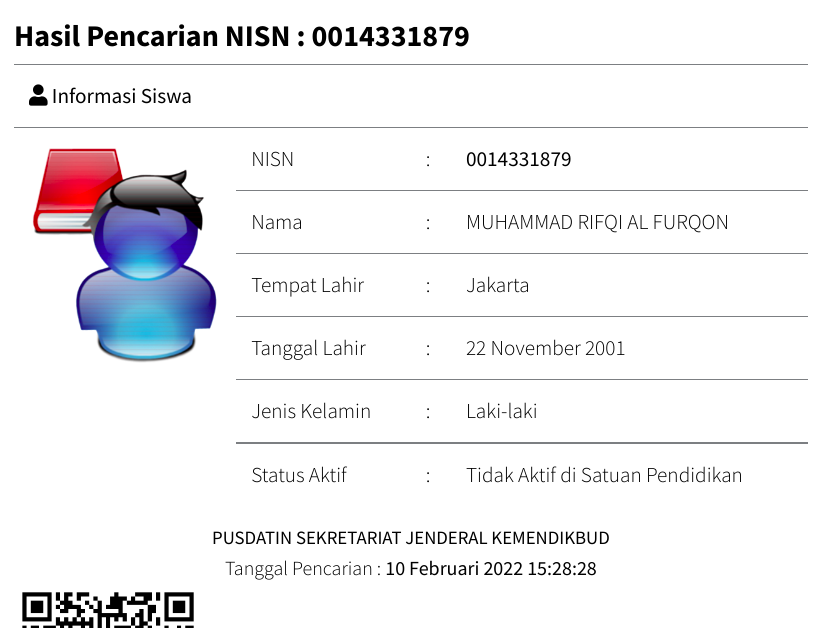 Hasil Pencarian NISN : 0014331879
Informasi Siswa
NISN : 0014331879
Nama : MUHAMMAD RIFQI AL FURQON
Tempat Lahir : Jakarta
Tanggal Lahir : 22 November 2001
Jenis Kelamin : Laki-laki
Status Aktif : Tidak Aktif di Satuan Pendidikan
PUSDATIN SEKRETARIAT JENDERAL KEMENDIKBUD
Tanggal Pencarian : 10 Februari 2022 15:28:28